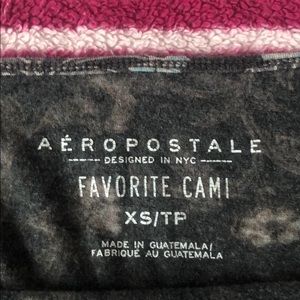 AÉROPOSTALE
DESIGNED IN NYC
FAVORITE CAMI
XS/TP
MADE IN GUATEMALA/
FABRIQUÉ AU GUATEMALA